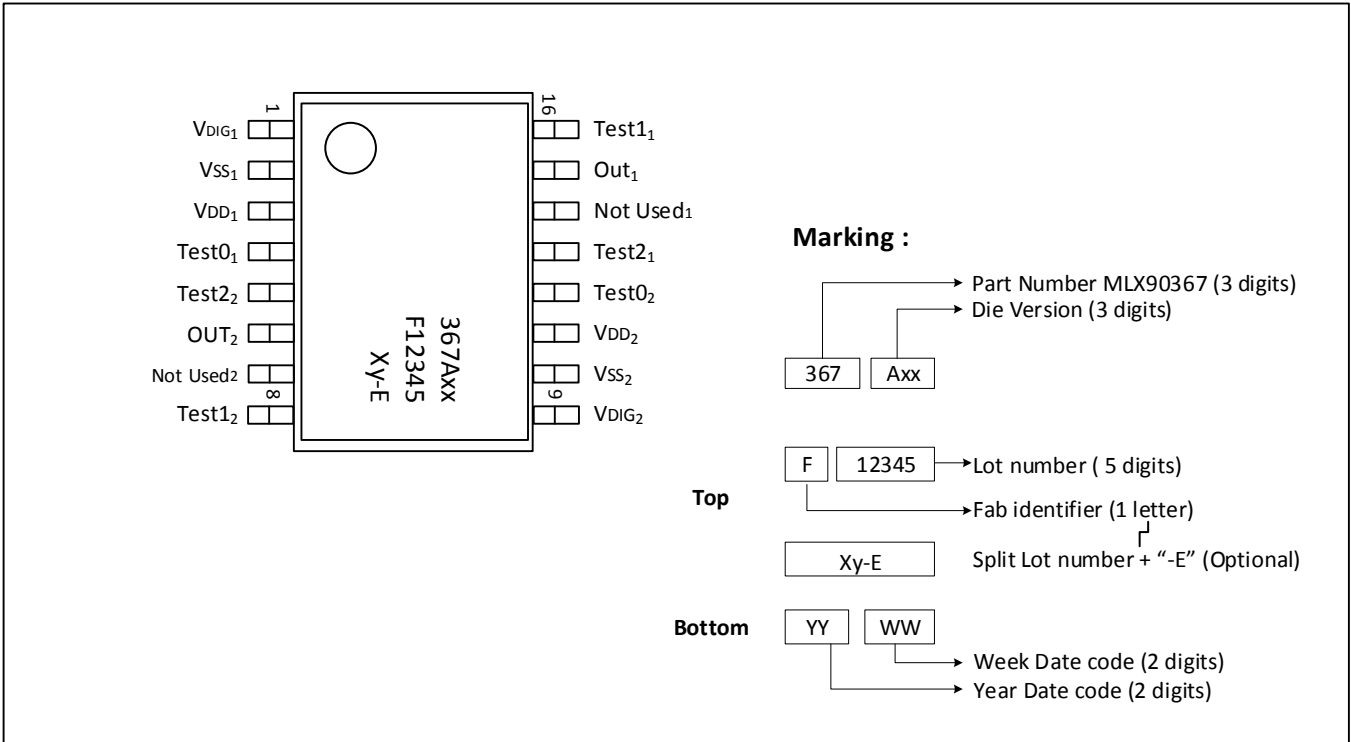 1
VDIG1
VSS1
VDD1
Test01
Test22
OUT2
Not Used2
8
Test12
16
Test11
Out1
Not Used1
Test21
Test02
VDD2
VSS2
9
VDIG2
367Axx
F12345
Xy-E
Marking :
Part Number MLX90367 (3 digits)
Die Version (3 digits)
367 Axx
F 12345 Lot number ( 5 digits)
Top
Fab identifier (1 letter)
Xy-E Split Lot number + “-E” (Optional)
Bottom YY WW
Week Date code (2 digits)
Year Date code (2 digits)